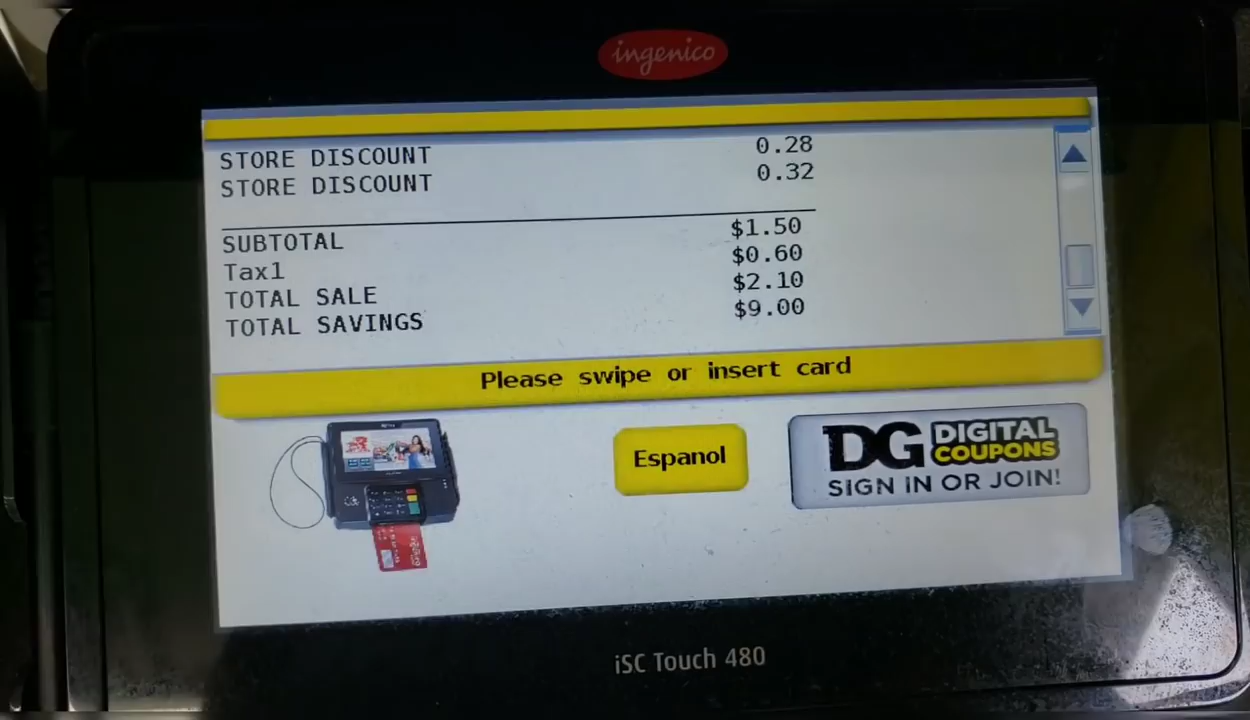 ingenico
STORE DISCOUNT 0.28
STORE DISCOUNT 0.32
SUBTOTAL $1.50
Tax1 $0.60
TOTAL SALE $2.10
TOTAL SAVINGS $9.00
Please swipe or insert card
Espanol
DG DIGITAL
COUPONS
SIGN IN OR JOIN!
iSC Touch 480